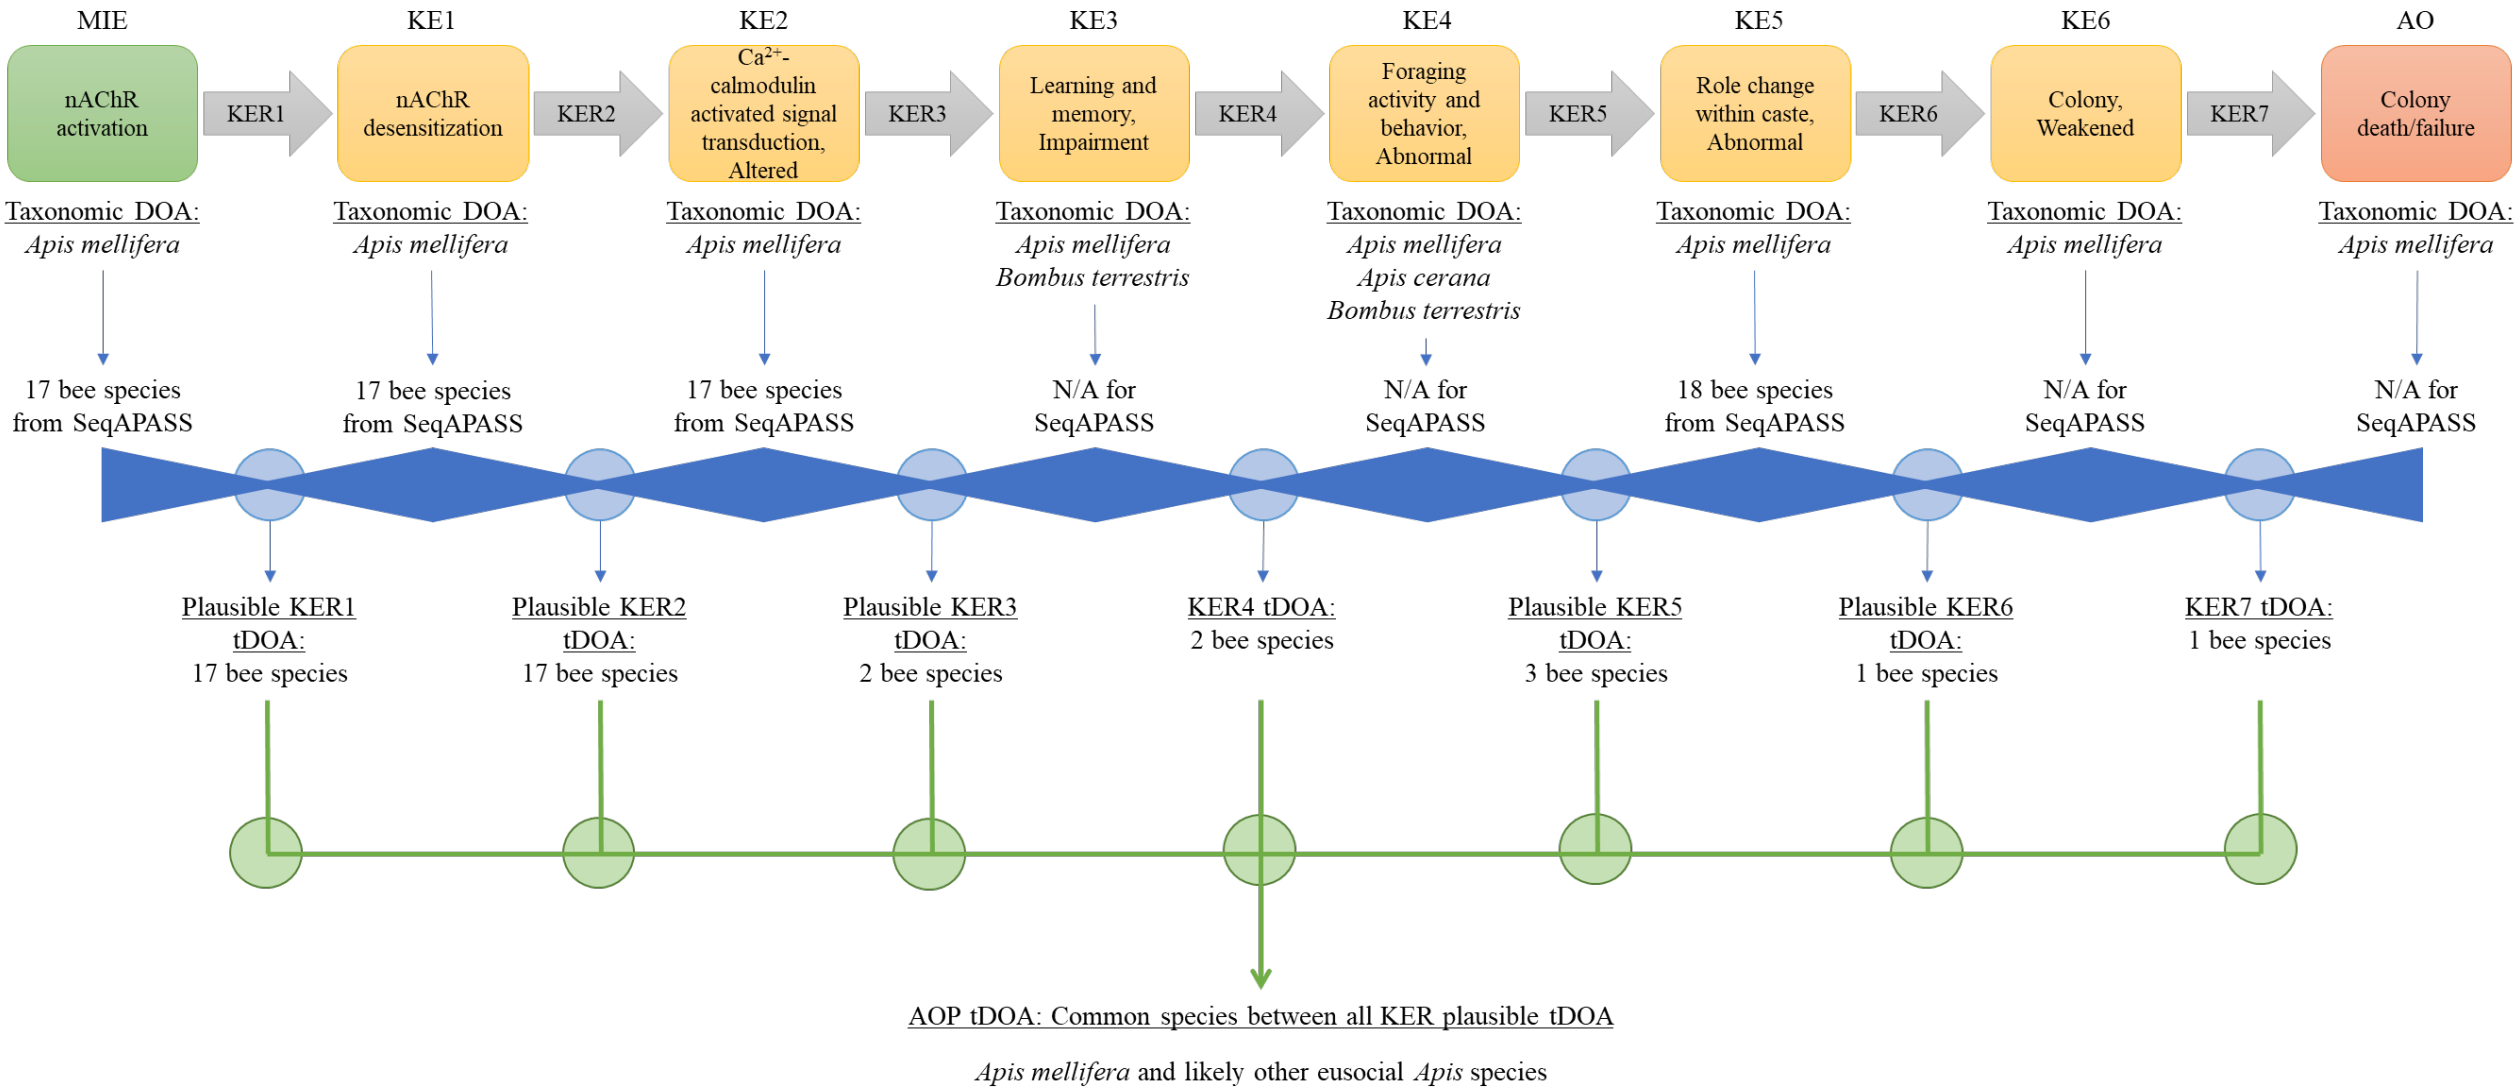 MIE
KE1
KE2
KE3
KE4
KE5
KE6
AO
nAChR
activation
KER1
nAChR
desensitization
KER2
Ca²⁺-
calmodulin
activated signal
transduction,
Altered
KER3
Learning and
memory,
Impairment
KER4
Foraging
activity and
behavior,
Abnormal
KER5
Role change
within caste,
Abnormal
KER6
Colony,
Weakened
KER7
Colony
death/failure
Taxonomic DOA:
Apis mellifera
Taxonomic DOA:
Apis mellifera
Taxonomic DOA:
Apis mellifera
Taxonomic DOA:
Apis mellifera
Bombus terrestris
Taxonomic DOA:
Apis mellifera
Apis cerana
Bombus terrestris
Taxonomic DOA:
Apis mellifera
Taxonomic DOA:
Apis mellifera
Taxonomic DOA:
Apis mellifera
17 bee species
from SeqAPASS
17 bee species
from SeqAPASS
17 bee species
from SeqAPASS
N/A for
SeqAPASS
N/A for
SeqAPASS
18 bee species
from SeqAPASS
N/A for
SeqAPASS
N/A for
SeqAPASS
Plausible KER1
tDOA:
17 bee species
Plausible KER2
tDOA:
17 bee species
Plausible KER3
tDOA:
2 bee species
KER4 tDOA:
2 bee species
Plausible KER5
tDOA:
3 bee species
Plausible KER6
tDOA:
1 bee species
KER7 tDOA:
1 bee species
AOP tDOA: Common species between all KER plausible tDOA
Apis mellifera and likely other eusocial Apis species